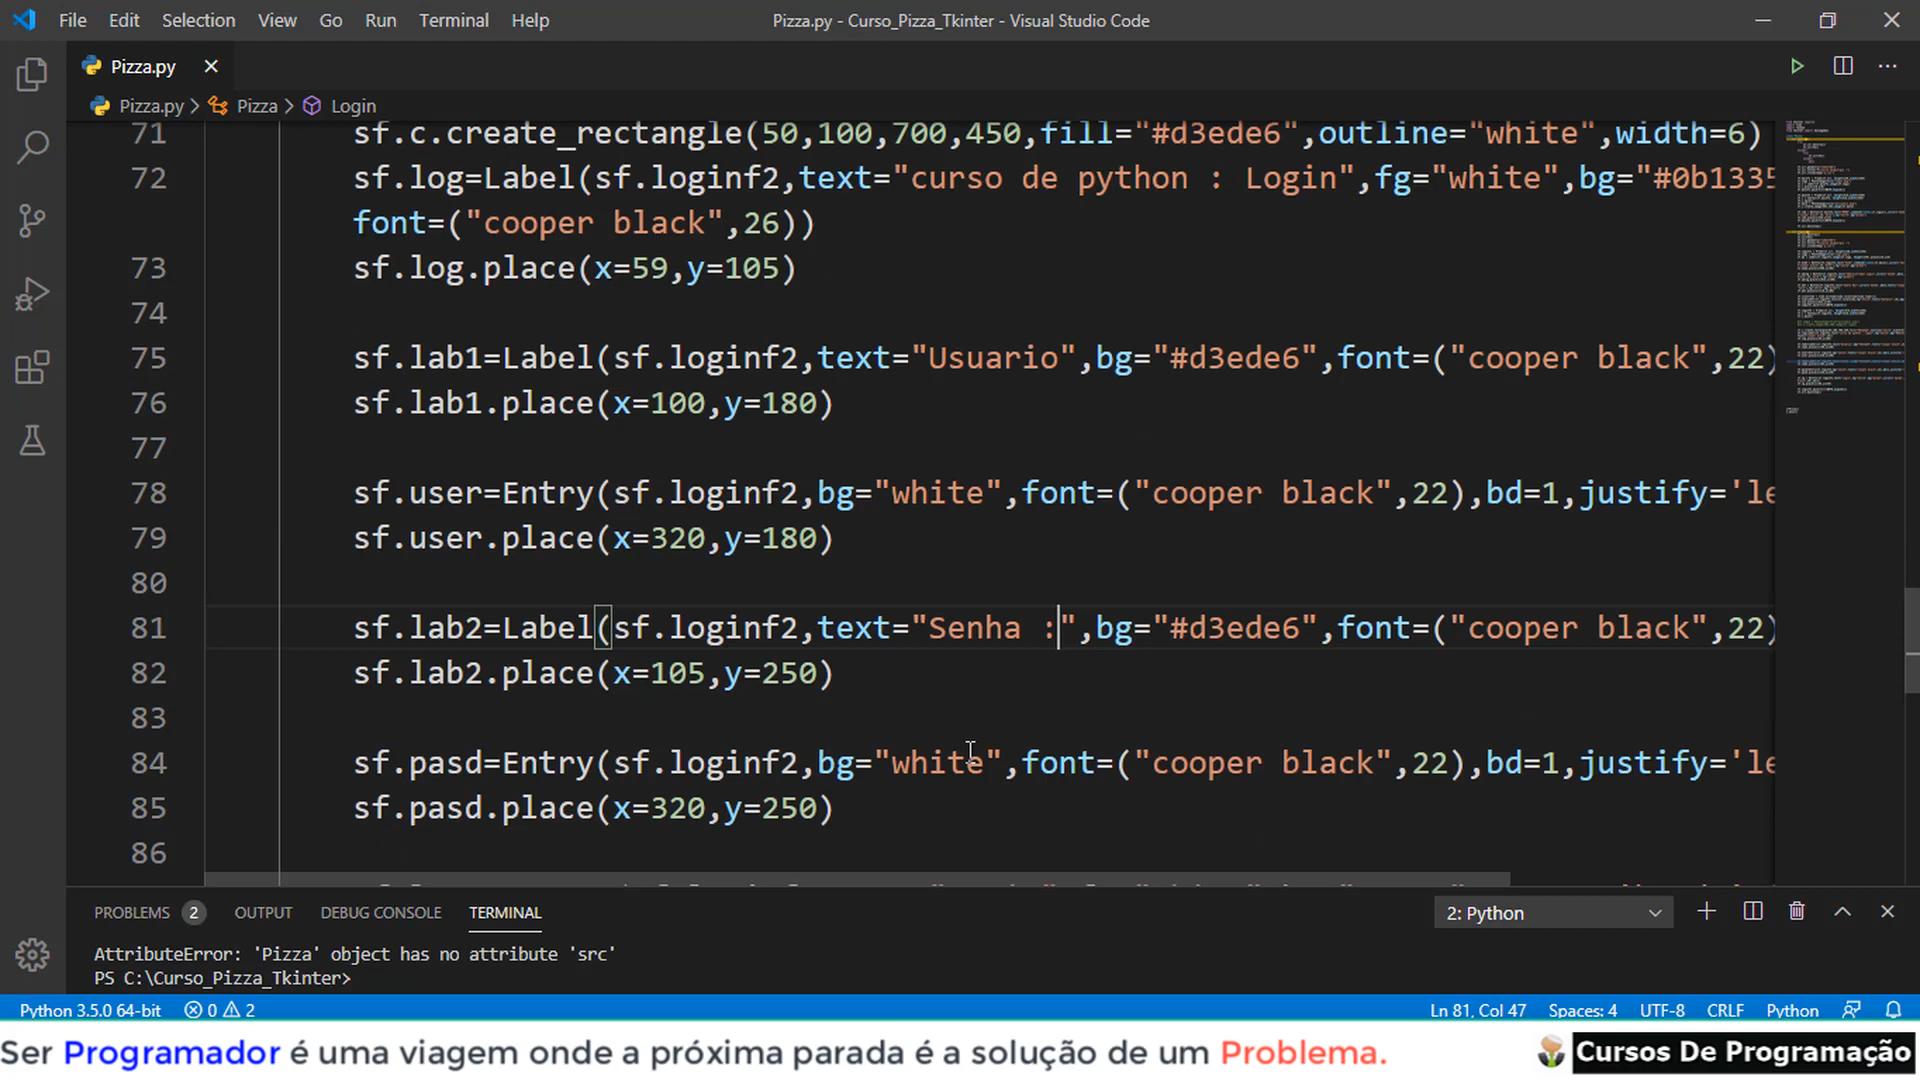 File Edit Selection View Go Run Terminal Help
Pizza.py - Curso_Pizza_Tkinter - Visual Studio Code
Pizza.py
Pizza.py > Pizza > Login
71 sf.c.create_rectangle(50,100,700,450,fill="#d3ede6",outline="white",width=6)
72 sf.log=Label(sf.loginf2,text="curso de python : Login",fg="white",bg="#0b1335
font=("cooper black",26))
73 sf.log.place(x=59,y=105)
74
75 sf.lab1=Label(sf.loginf2,text="Usuario",bg="#d3ede6",font=("cooper black",22)
76 sf.lab1.place(x=100,y=180)
77
78 sf.user=Entry(sf.loginf2,bg="white",font=("cooper black",22),bd=1,justify='le
79 sf.user.place(x=320,y=180)
80
81 sf.lab2=Label(sf.loginf2,text="Senha :",bg="#d3ede6",font=("cooper black",22)
82 sf.lab2.place(x=105,y=250)
83
84 sf.pasd=Entry(sf.loginf2,bg="white",font=("cooper black",22),bd=1,justify='le
85 sf.pasd.place(x=320,y=250)
86
PROBLEMS 2 OUTPUT DEBUG CONSOLE TERMINAL 2: Python
AttributeError: 'Pizza' object has no attribute 'src'
PS C:\Curso_Pizza_Tkinter>
Python 3.5.0 64-bit 0 2 Ln 81, Col 47 Spaces: 4 UTF-8 CRLF Python
Ser Programador é uma viagem onde a próxima parada é a solução de um Problema.
Cursos De Programação